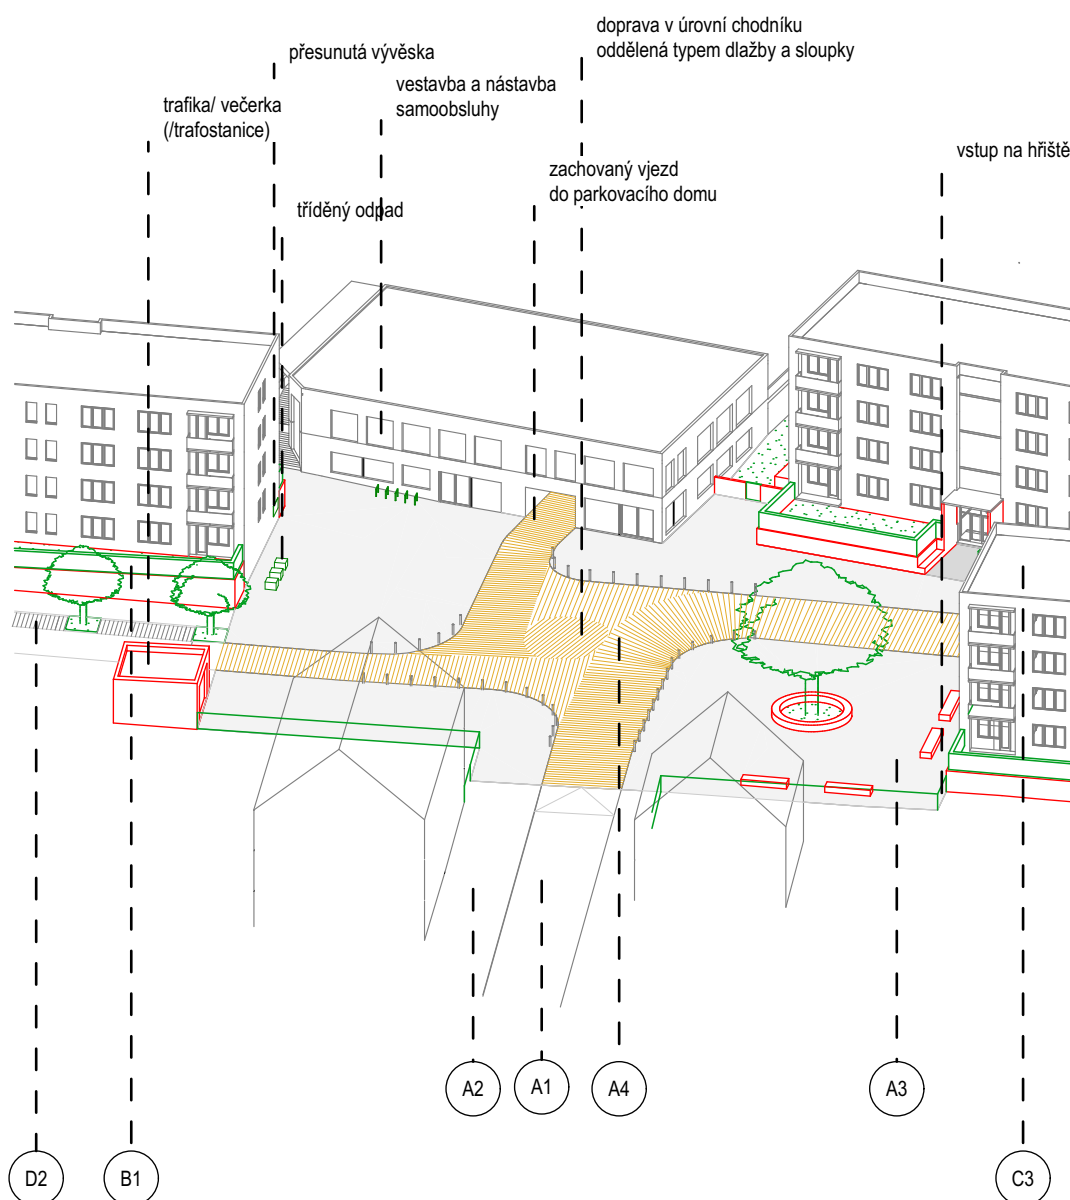 doprava v úrovní chodníku
oddělená typem dlažby a sloupky
přesunutá vývěska
vestavba a nástavba
samoobsluhy
trafika/ večerka
(/trafostanice)
vstup na hřiště
zachovaný vjezd
do parkovacího domu
tříděný odpad
A2
A1
A4
A3
D2
B1
C3